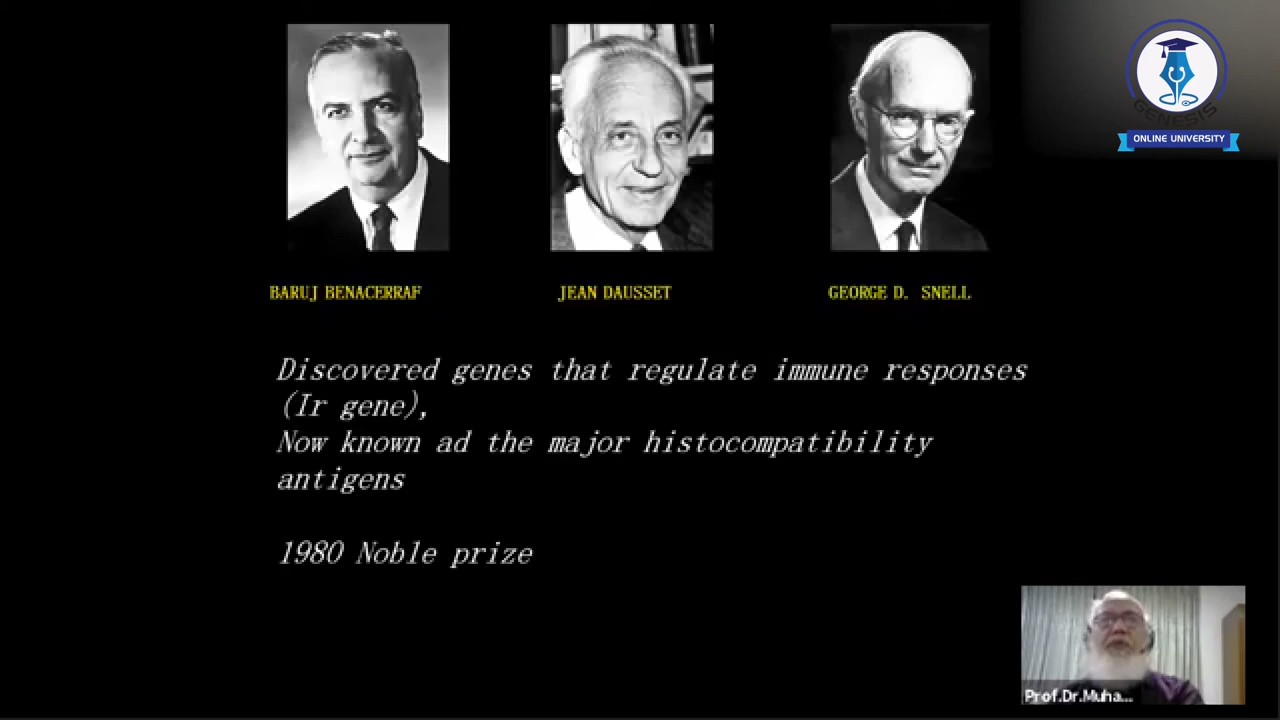 GENESIS
ONLINE UNIVERSITY
BARUJ BENACERRAF
JEAN DAUSSET
GEORGE D. SNELL
Discovered genes that regulate immune responses
(Ir gene),
Now known ad the major histocompatibility
antigens
1980 Noble prize
Prof.Dr.Muha...